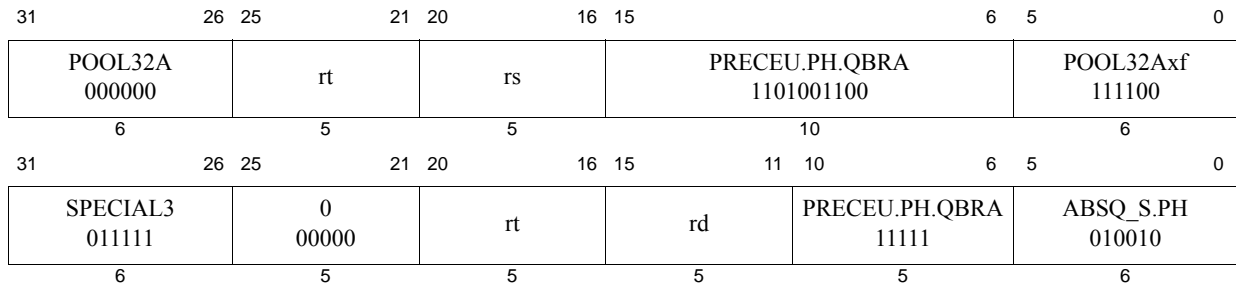 31 26 25 21 20 16 15 6 5 0
POOL32A rt rs PRECEU.PH.QBRA POOL32Axf
000000 1101001100 111100
6 5 5 10 6
31 26 25 21 20 16 15 11 10 6 5 0
SPECIAL3 0 rt rd PRECEU.PH.QBRA ABSQ_S.PH
011111 00000 11111 010010
6 5 5 5 5 6